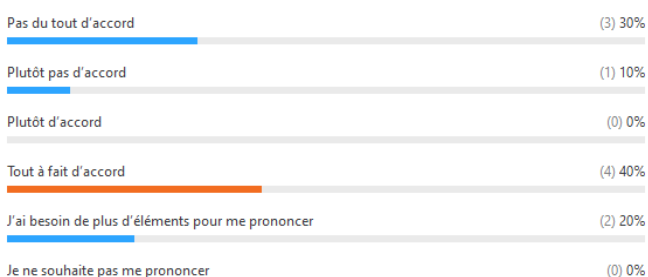 Pas du tout d'accord (3) 30%
Plutôt pas d'accord (1) 10%
Plutôt d'accord (0) 0%
Tout à fait d'accord (4) 40%
J'ai besoin de plus d'éléments pour me prononcer (2) 20%
Je ne souhaite pas me prononcer (0) 0%